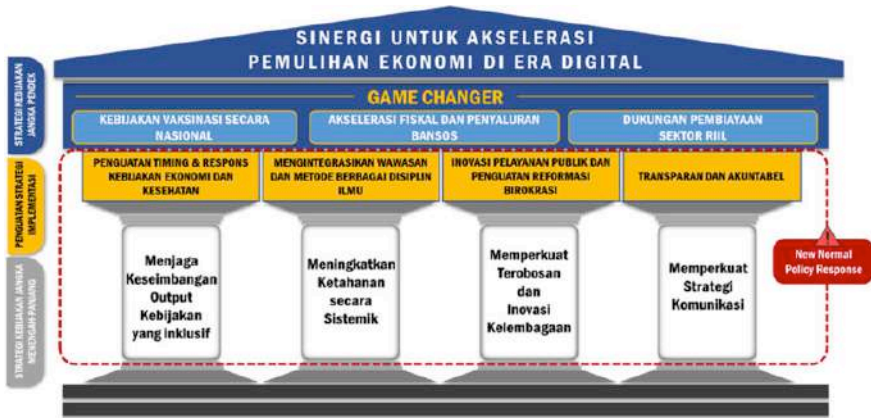 SINERGI UNTUK AKSELERASI
PEMULIHAN EKONOMI DI ERA DIGITAL
STRATEGI KEBIJAKAN
JANGKA PENDEK
GAME CHANGER
KEBIJAKAN VAKSINASI SECARA
NASIONAL
AKSELERASI FISKAL DAN PENYALURAN
BANSOS
DUKUNGAN PEMBIAYAAN
SEKTOR RIIL
PENGUATAN STRATEGI
IMPLEMENTASI
PENGUATAN TIMING & RESPONS
KEBIJAKAN EKONOMI DAN
KESEHATAN
MENGINTEGRASIKAN WAWASAN
DAN METODE BERBAGAI DISIPLIN
ILMU
INOVASI PELAYANAN PUBLIK DAN
PENGUATAN REFORMASI
BIROKRASI
TRANSPARAN DAN AKUNTABEL
STRATEGI KEBIJAKAN JANGKA
MENENGAH PANJANG
Menjaga
Keseimbangan
Output
Kebijakan
yang inklusif
Meningkatkan
Ketahanan
secara
Sistemik
Memperkuat
Terobosan
dan
Inovasi
Kelembagaan
Memperkuat
Strategi
Komunikasi
New Normal
Policy Response